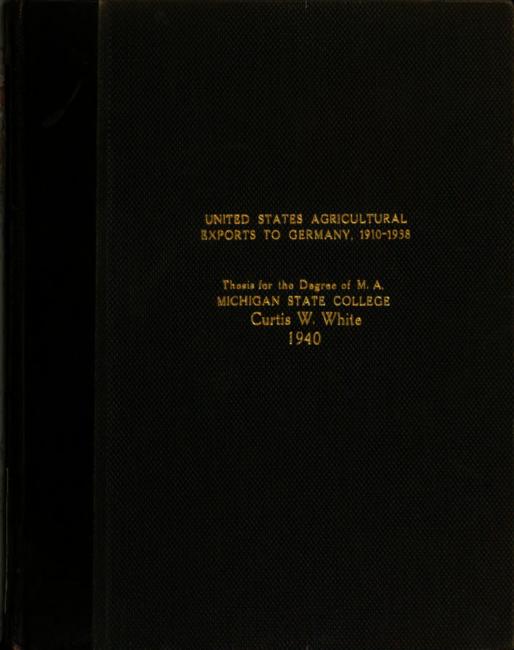 UNITED STATES AGRICULTURAL
EXPORTS TO GERMANY, 1910-1938
Thesis for the Degree of M. A.
MICHIGAN STATE COLLEGE
Curtis W. White
1940